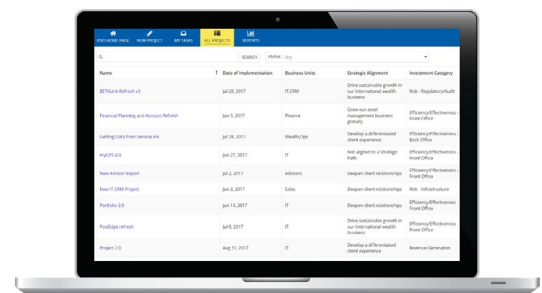 PDO HOME PAGE NEW PROJECT MY TASKS ALL PROJECTS REPORTS
SEARCH STATUS Any
Name ↑ Date of Implementation Business Units Strategic Alignment Investment Category
BETALink Refresh v3 Jul 28, 2017 IT,CRM Drive sustainable growth in our international wealth business Risk - Regulatory/Audit
Financial Planning and Account Refresh Jun 3, 2017 Finance Grow our asset management business globally Efficiency/Effectiveness - Front Office
Getting Data from ServiceLink Jul 28, 2017 Wealth,Ops Develop a differentiated client experience Efficiency/Effectiveness - Back Office
myGPS 4.0 Jun 27, 2017 IT Not aligned to a Strategic Path Efficiency/Effectiveness - Front Office
New Advisor Report Jul 2, 2017 Advisors Deepen client relationships Efficiency/Effectiveness - Front Office
New IT CRM Project Jun 3, 2017 Sales Deepen client relationships Risk - Infrastructure
Portfolio 3.0 Jun 14, 2017 IT Deepen client relationships Efficiency/Effectiveness - Front Office
PostEdge refresh Jul 8, 2017 IT Drive sustainable growth in our international wealth business Efficiency/Effectiveness - Front Office
Project 2.0 Aug 31, 2017 IT Develop a differentiated client experience Revenue Generation